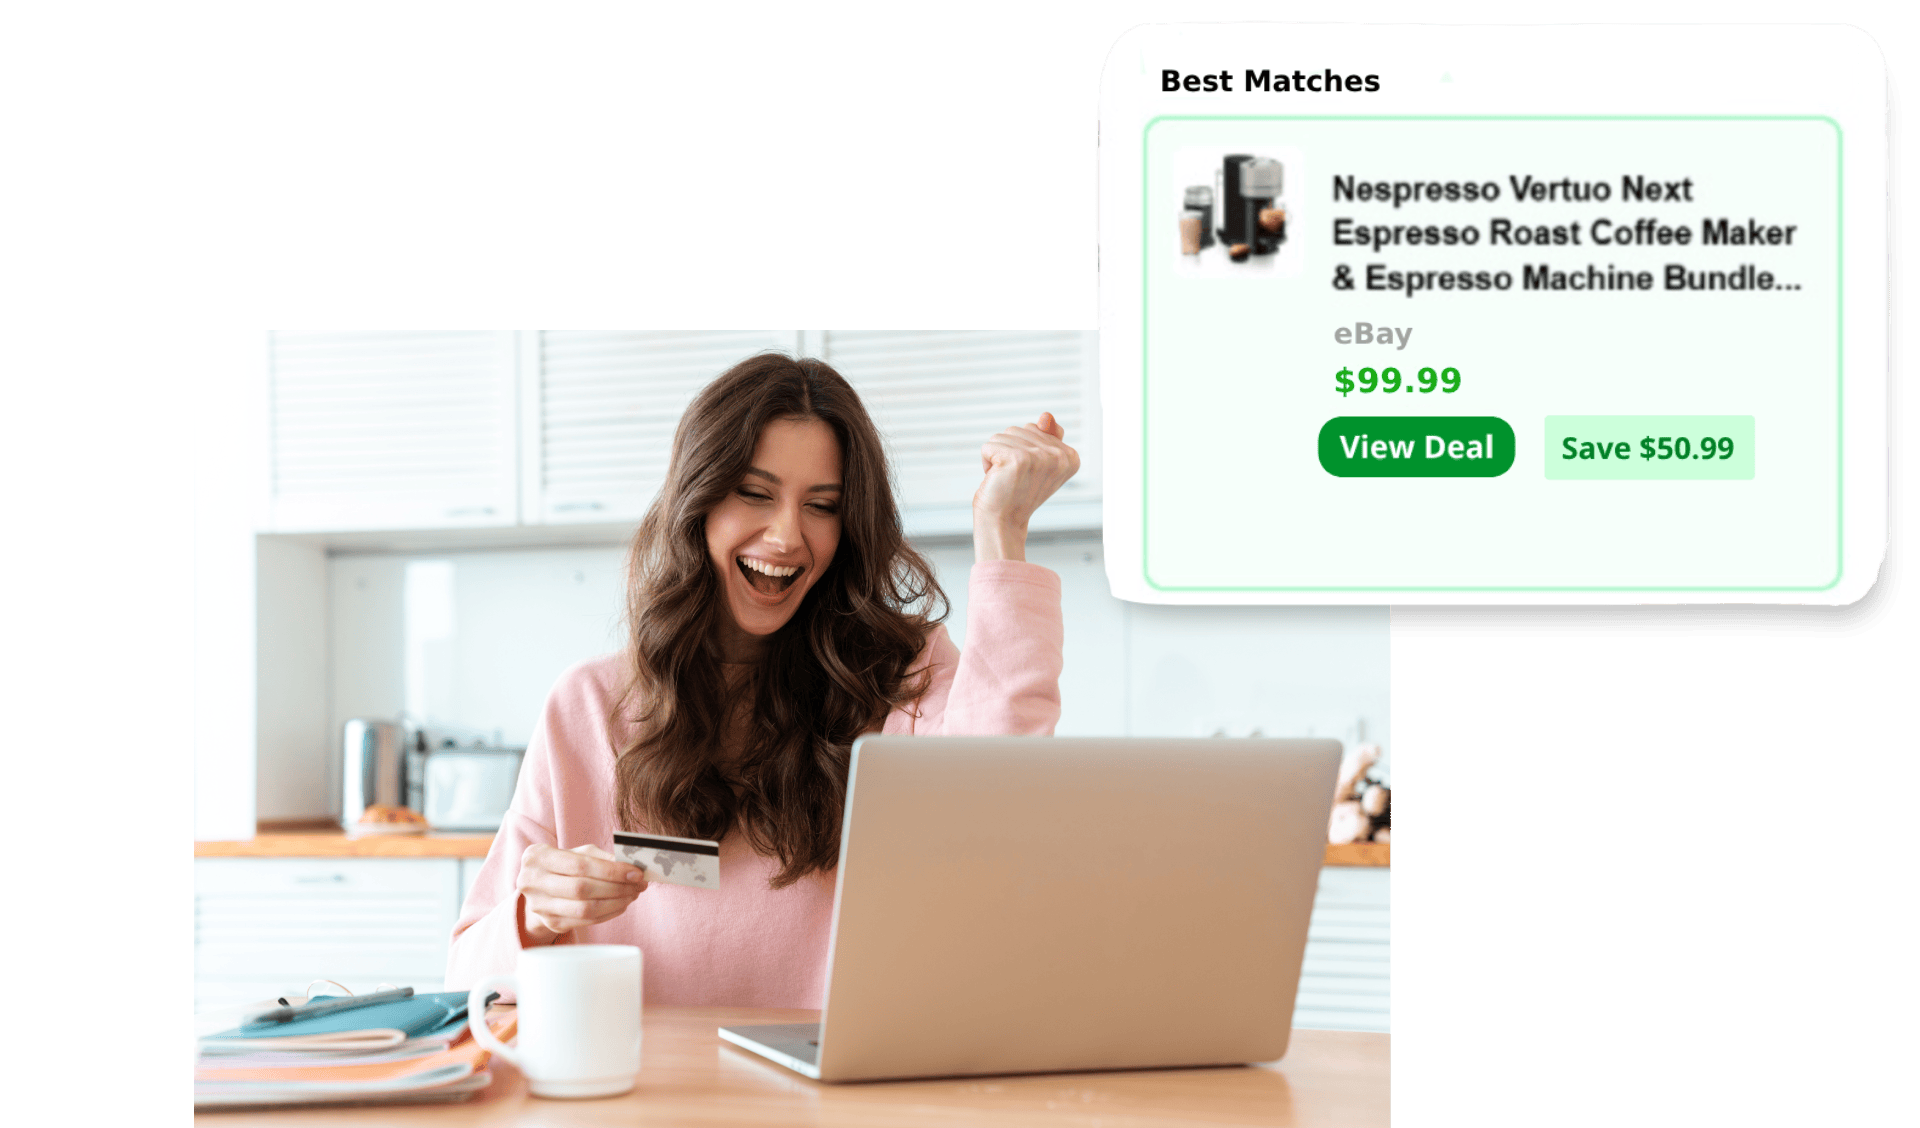 Best Matches
Nespresso Vertuo Next
Espresso Roast Coffee Maker
& Espresso Machine Bundle...
eBay
$99.99
View Deal
Save $50.99